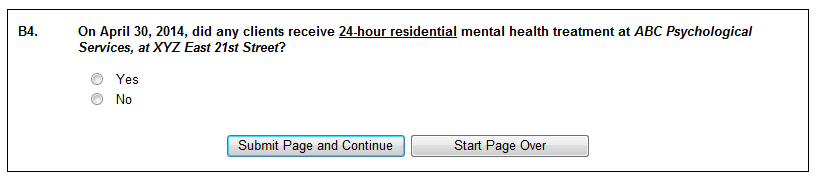 B4. On April 30, 2014, did any clients receive 24-hour residential mental health treatment at ABC Psychological
Services, at XYZ East 21st Street?
Yes
No
Submit Page and Continue Start Page Over